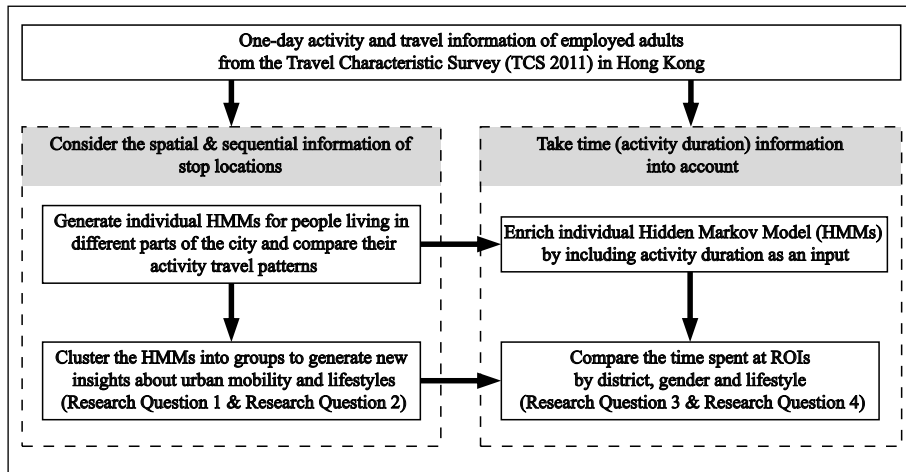 One-day activity and travel information of employed adults
from the Travel Characteristic Survey (TCS 2011) in Hong Kong
Consider the spatial & sequential information of
stop locations
Generate individual HMMs for people living in
different parts of the city and compare their
activity travel patterns
Cluster the HMMs into groups to generate new
insights about urban mobility and lifestyles
(Research Question 1 & Research Question 2)
Take time (activity duration) information
into account
Enrich individual Hidden Markov Model (HMMs)
by including activity duration as an input
Compare the time spent at ROIs
by district, gender and lifestyle
(Research Question 3 & Research Question 4)